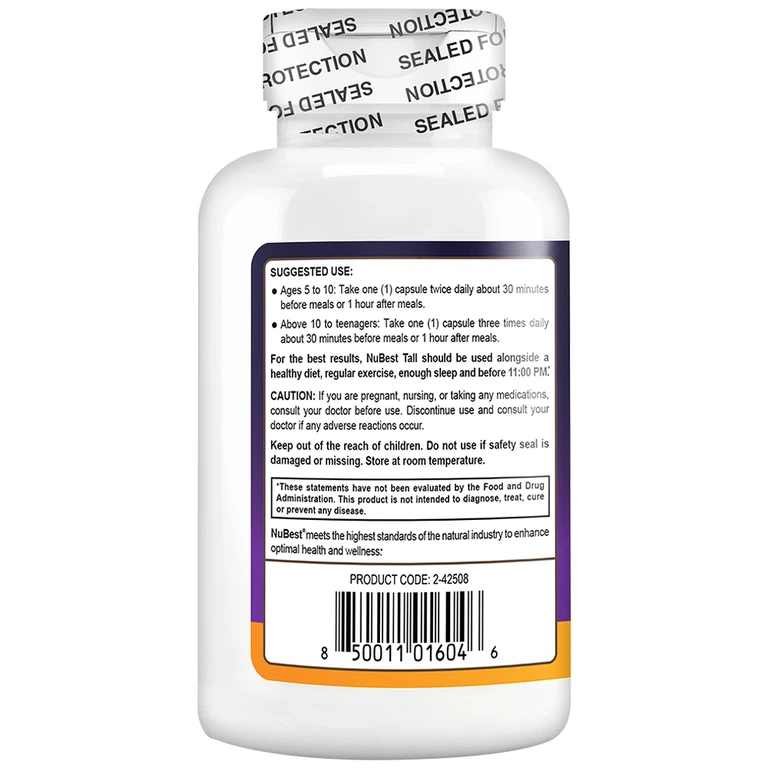 SEALED FO
ROTECTION
SEALED FO
PROTECTION
SEALED FO
ECTION
SEALED F
SUGGESTED USE:
● Ages 5 to 10: Take one (1) capsule twice daily about 30 minutes
before meals or 1 hour after meals.
● Above 10 to teenagers: Take one (1) capsule three times daily
about 30 minutes before meals or 1 hour after meals.
For the best results, NuBest Tall should be used alongside a
healthy diet, regular exercise, enough sleep and before 11:00 PM.*
CAUTION: If you are pregnant, nursing, or taking any medications,
consult your doctor before use. Discontinue use and consult your
doctor if any adverse reactions occur.
Keep out of the reach of children. Do not use if safety seal is
damaged or missing. Store at room temperature.
*These statements have not been evaluated by the Food and Drug
Administration. This product is not intended to diagnose, treat, cure
or prevent any disease.
NuBest® meets the highest standards of the natural industry to enhance
optimal health and wellness.*
PRODUCT CODE: 2-42508
8 50011 01604 6